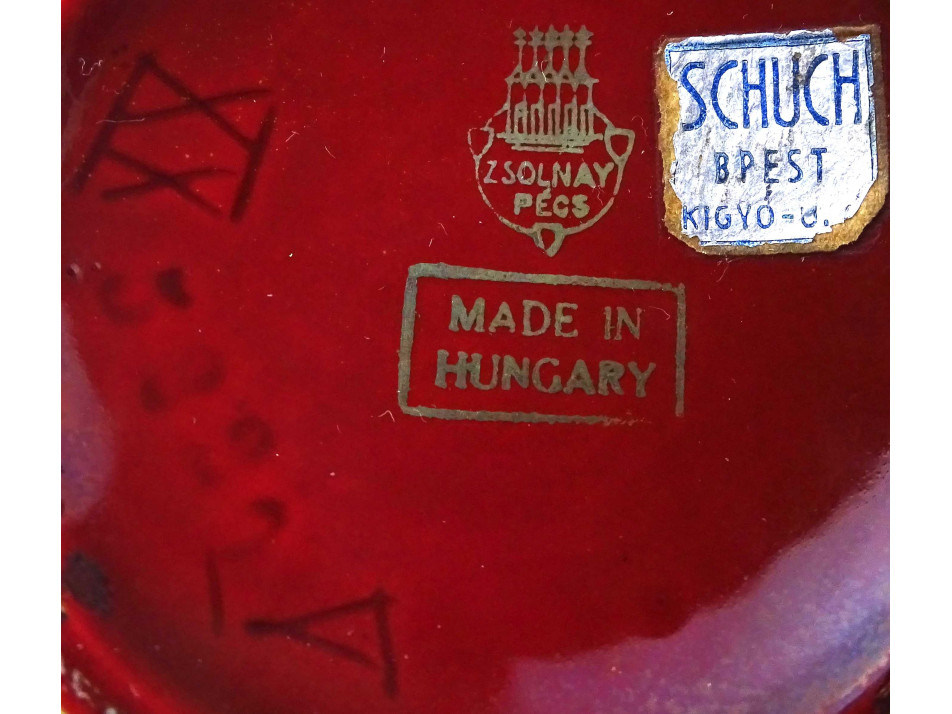 ZSOLNAY
PÉCS
MADE IN
HUNGARY
SCHUCH
BPEST
KIGYÓ-U.